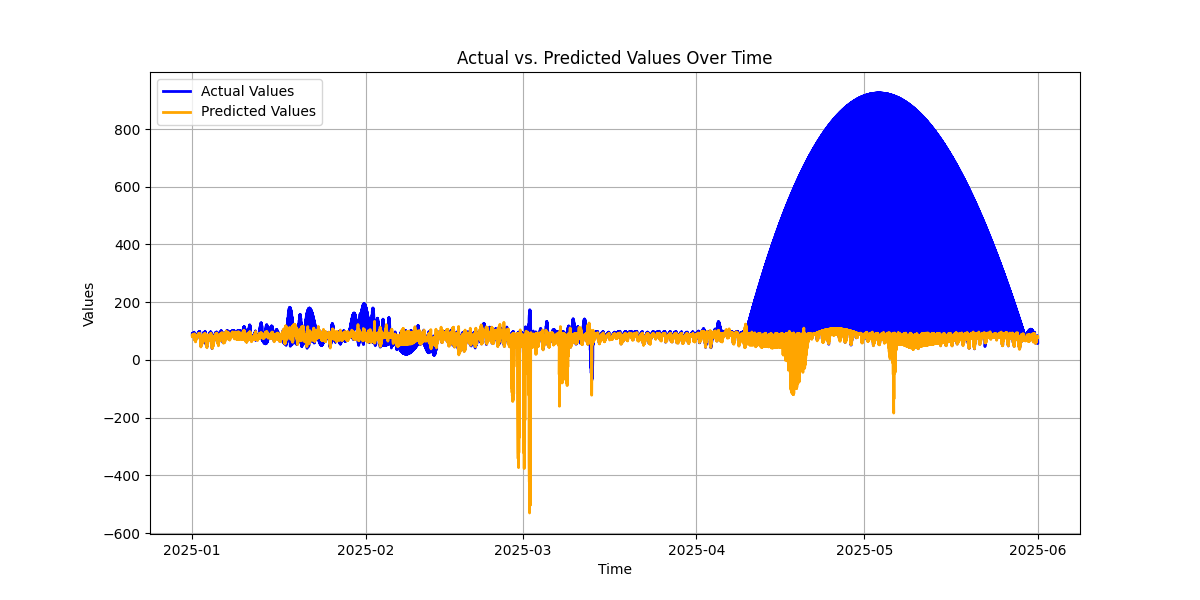 Actual vs. Predicted Values Over Time
Actual Values
Predicted Values
800
600
400
200
0
−200
−400
−600
Values
2025-01
2025-02
2025-03
2025-04
2025-05
2025-06
Time